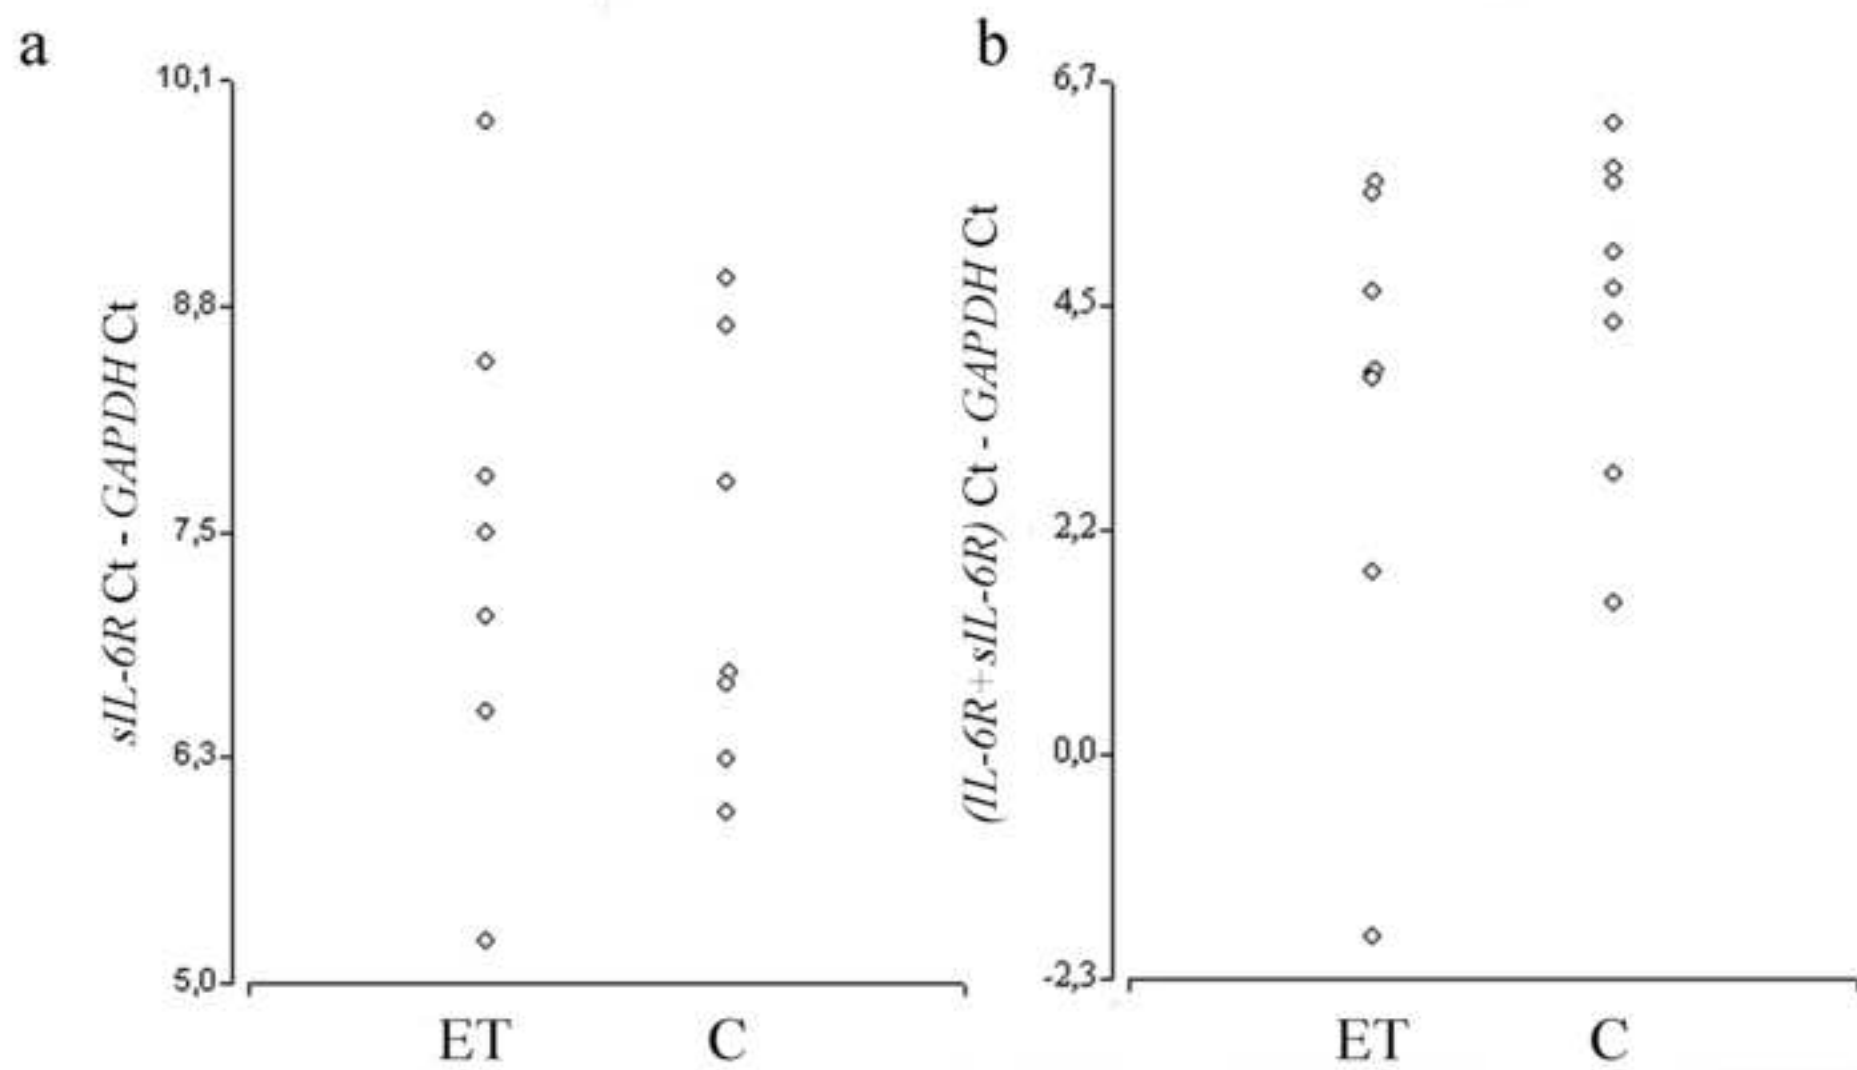 a
10,1
8,8
7,5
6,3
5,0
sIL-6R Ct - GAPDH Ct
ET C
b
6,7
4,5
2,2
0,0
-2,3
(IL-6R+sIL-6R) Ct - GAPDH Ct
ET C